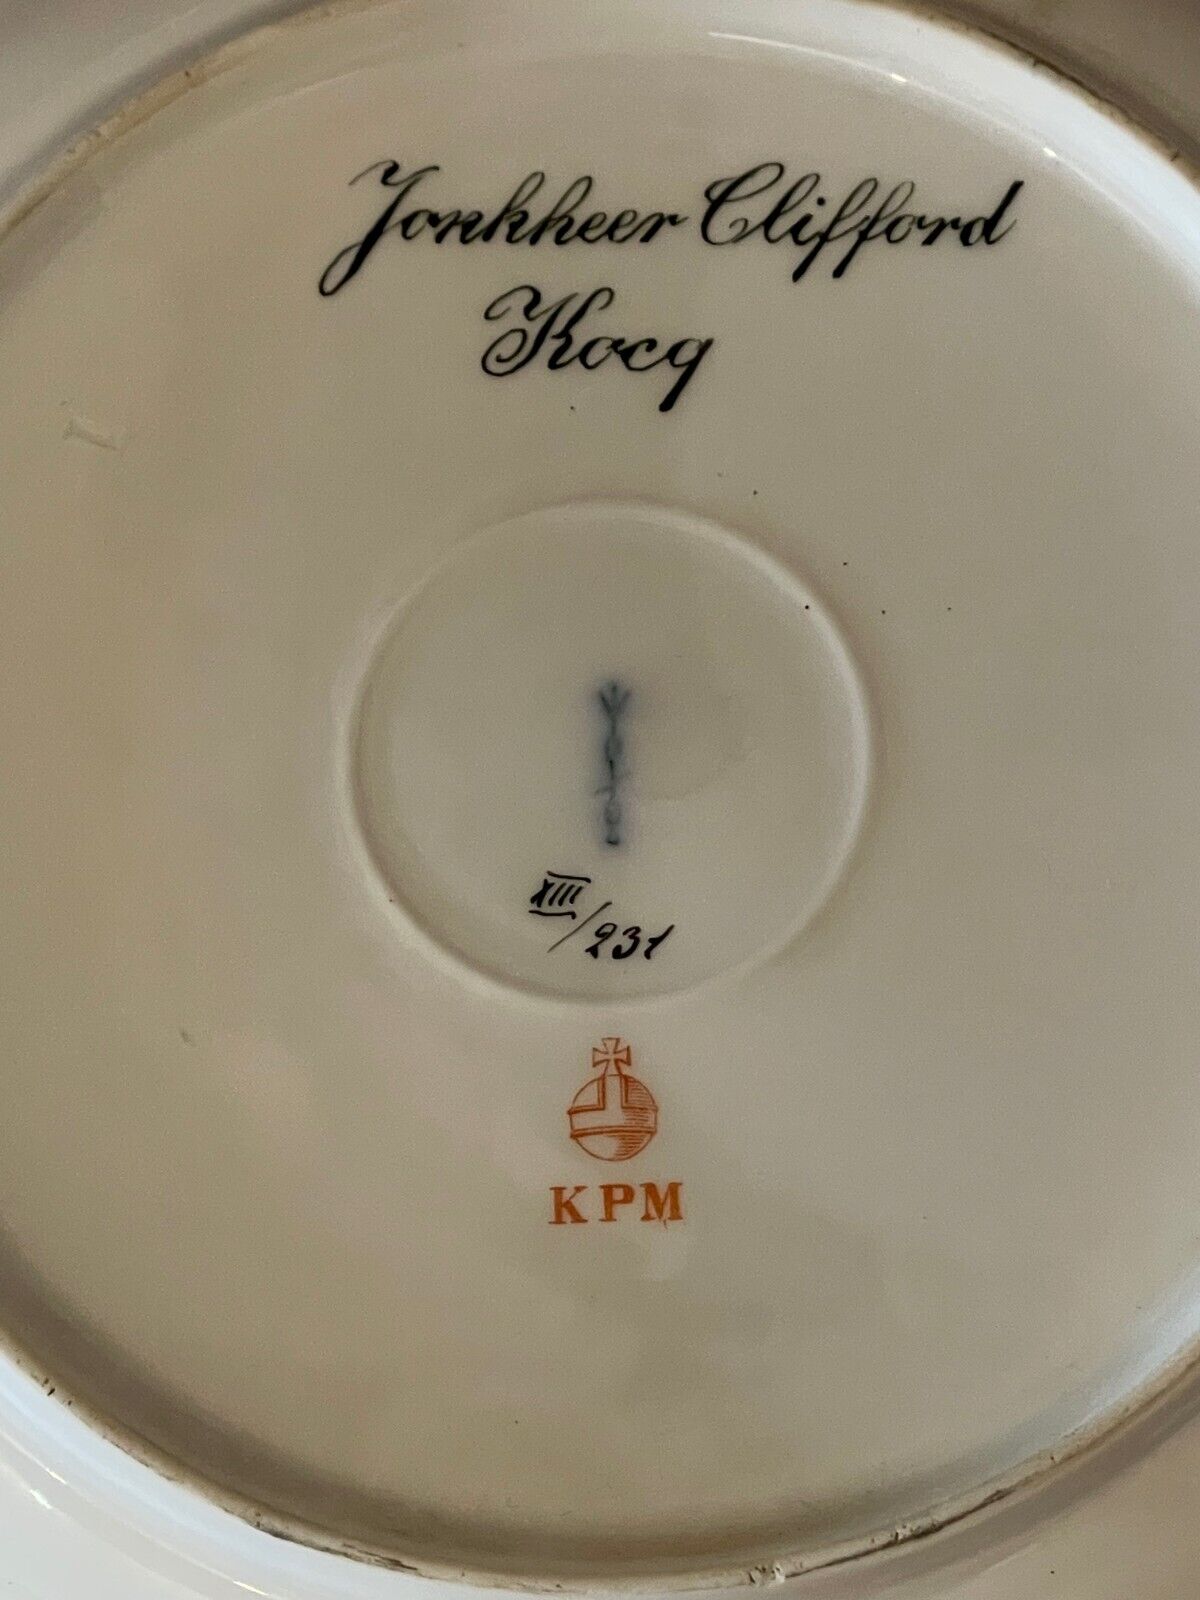 Jonkheer Clifford
Kocq
XIII/231
KPM